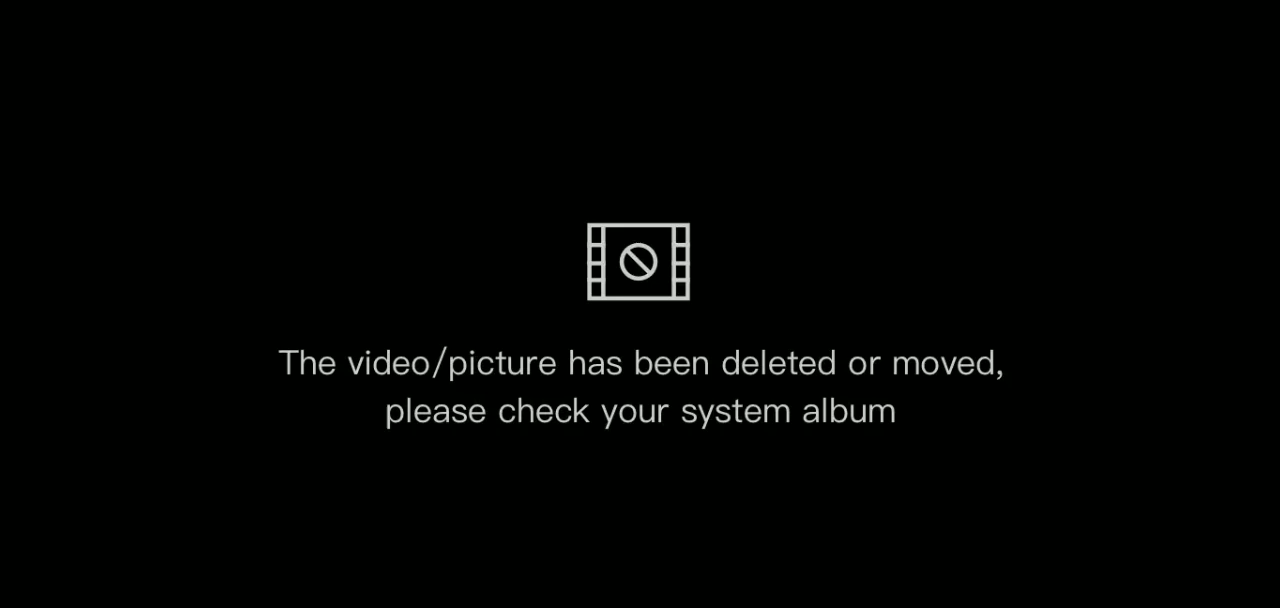 The video/picture has been deleted or moved,
please check your system album